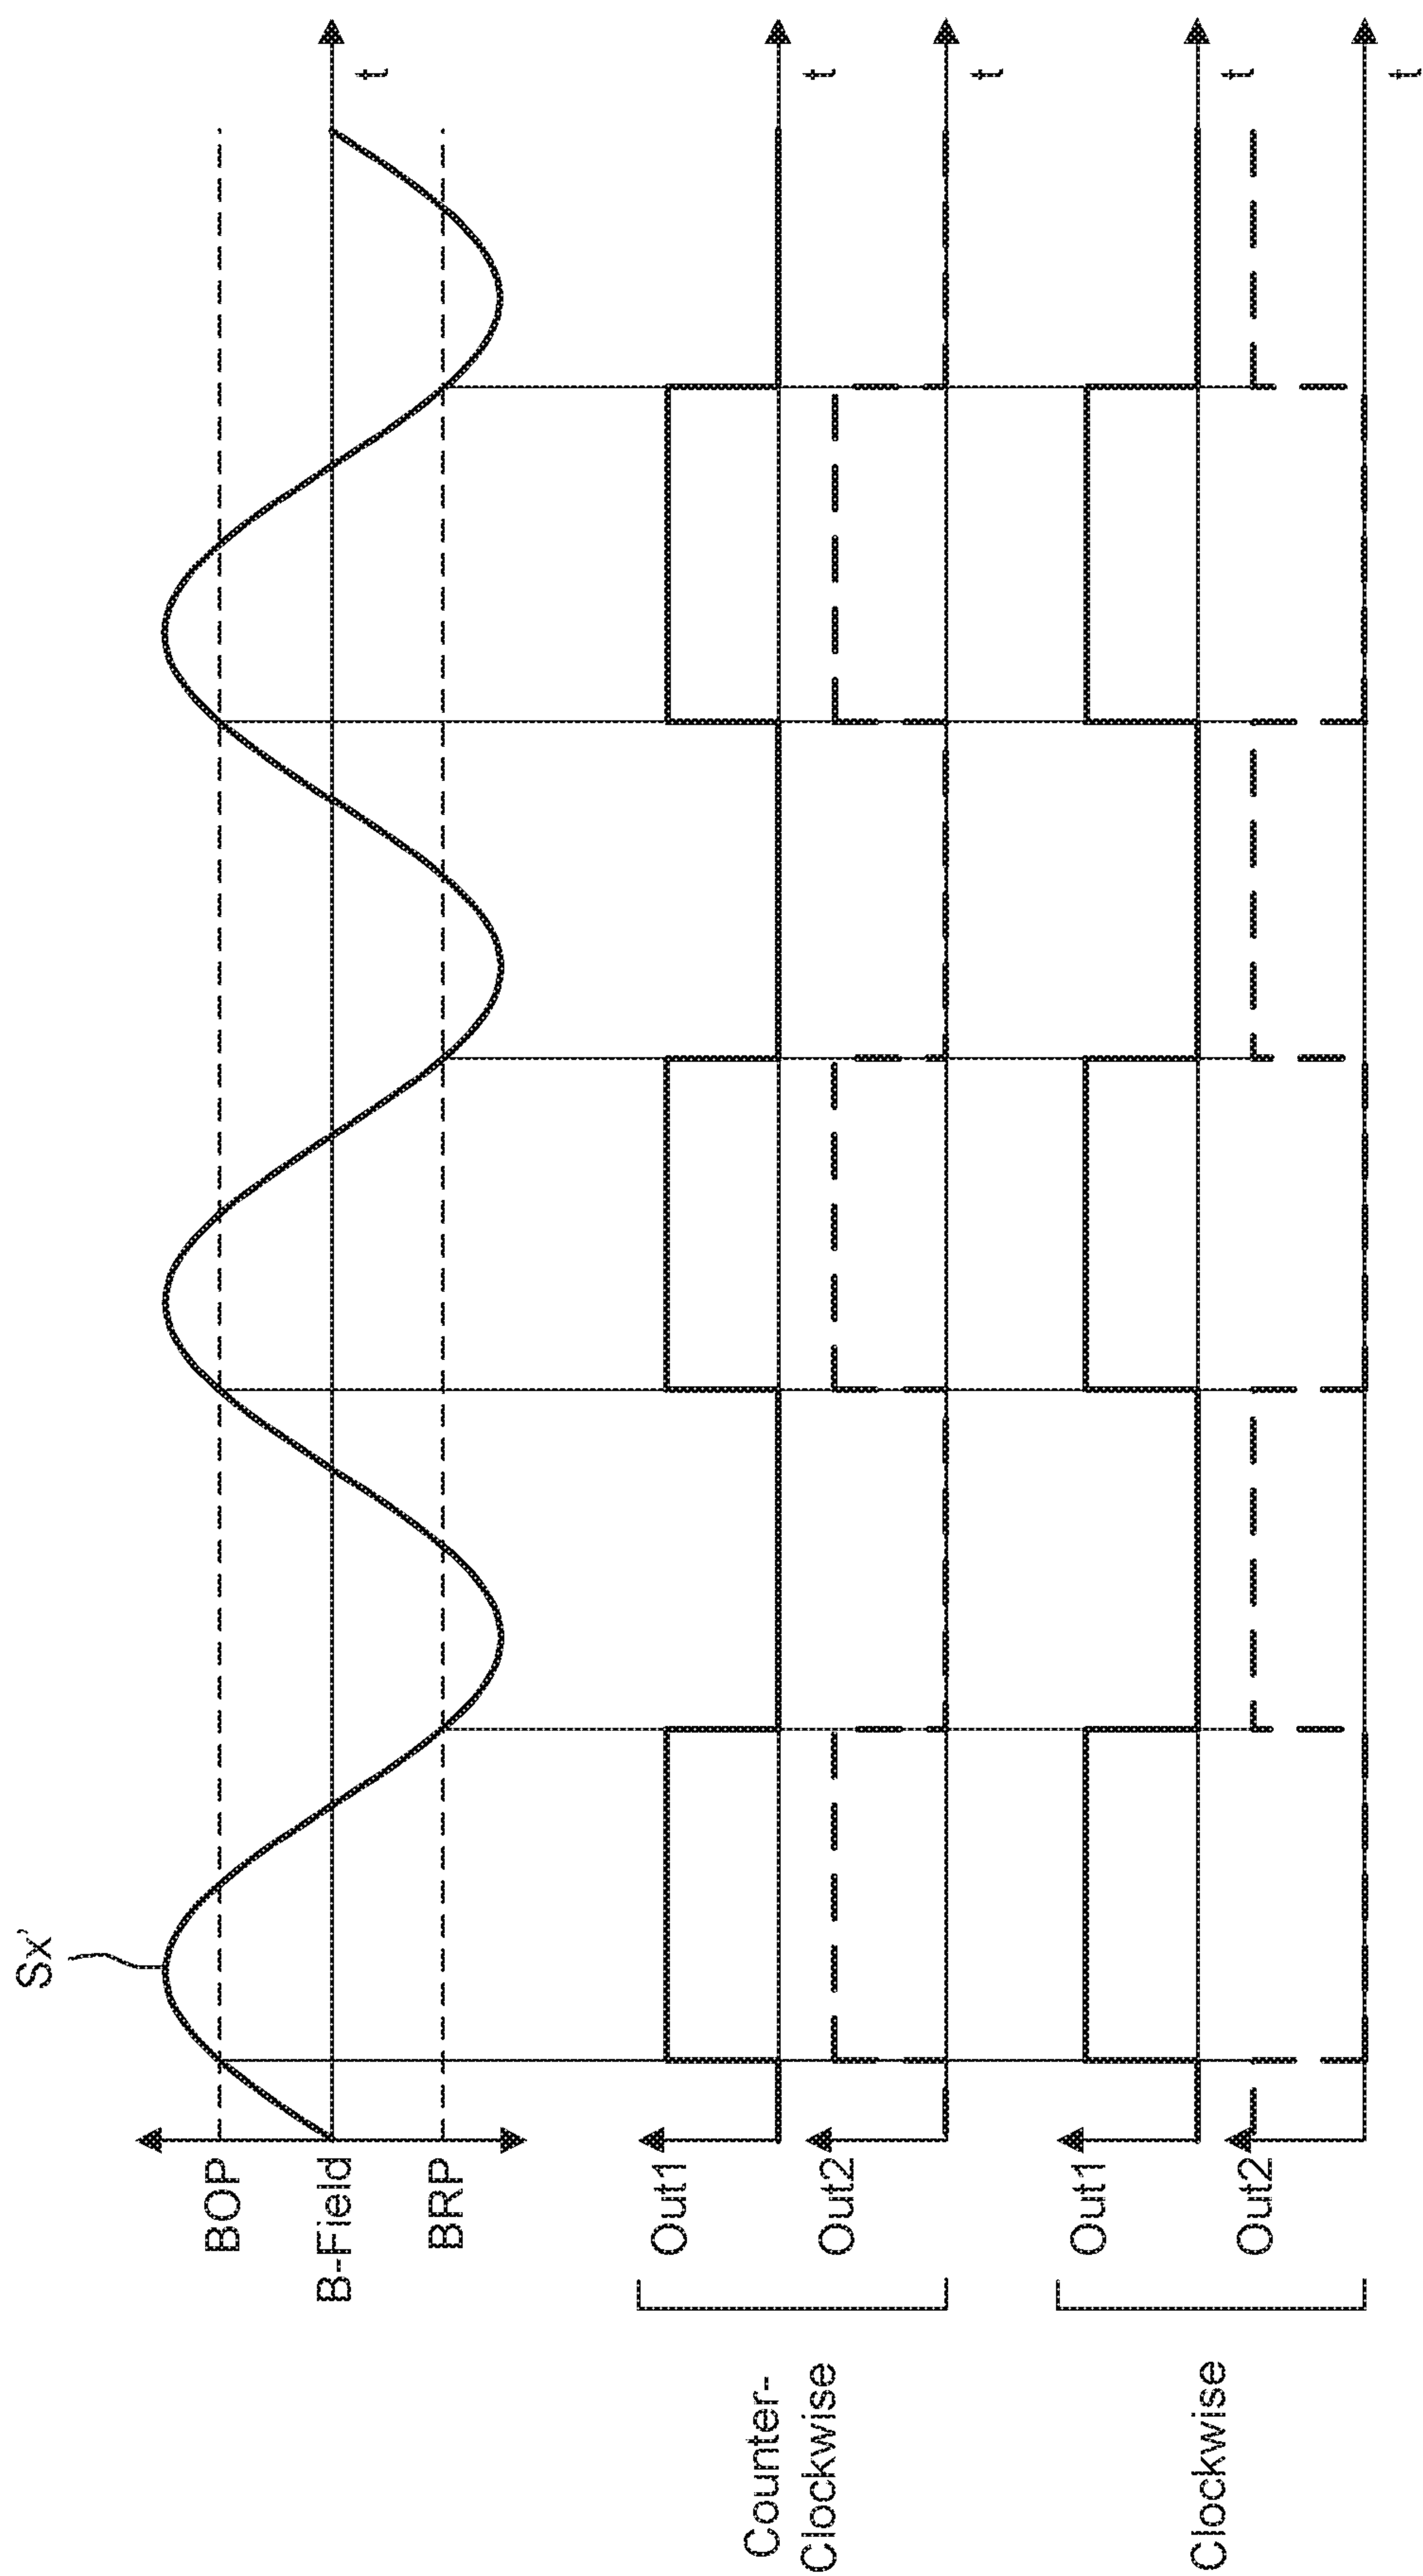 Sx'
BOP
B-Field
t
BRP
Counter-
Clockwise
Out1
t
Out2
t
Clockwise
Out1
t
Out2
t